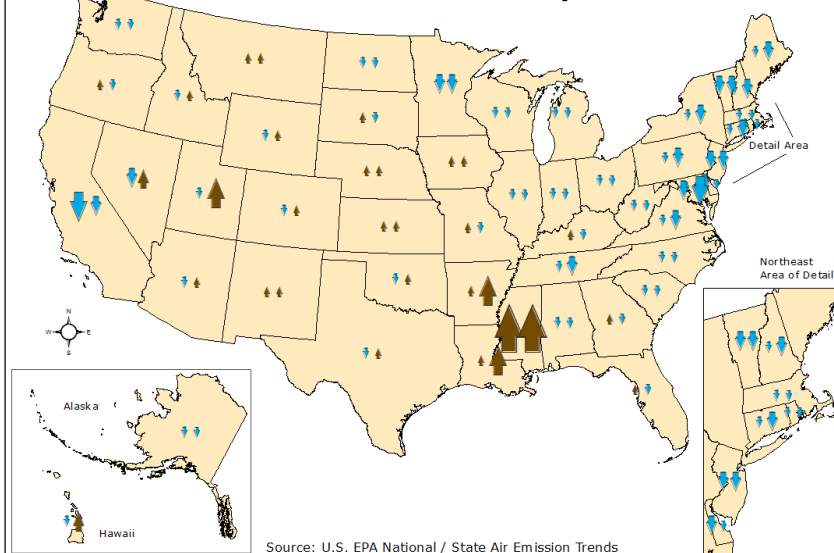 Detail Area
Northeast
Area of Detail
N
W
E
S
Alaska
Hawaii
Source: U.S. EPA National / State Air Emission Trends